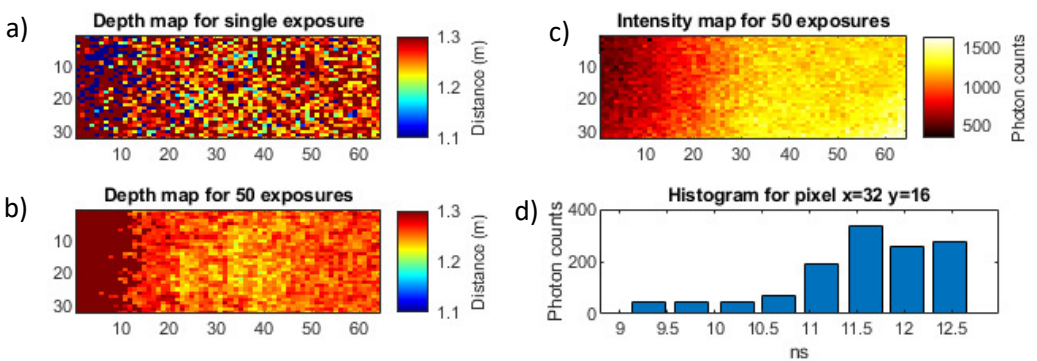 a)
Depth map for single exposure
10
20
30
10 20 30 40 50 60
1.3
1.2
1.1
Distance (m)
b)
Depth map for 50 exposures
10
20
30
10 20 30 40 50 60
1.3
1.2
1.1
Distance (m)
c)
Intensity map for 50 exposures
10
20
30
10 20 30 40 50 60
1500
1000
500
Photon counts
d)
Histogram for pixel x=32 y=16
400
200
0
Photon counts
9 9.5 10 10.5 11 11.5 12 12.5
ns